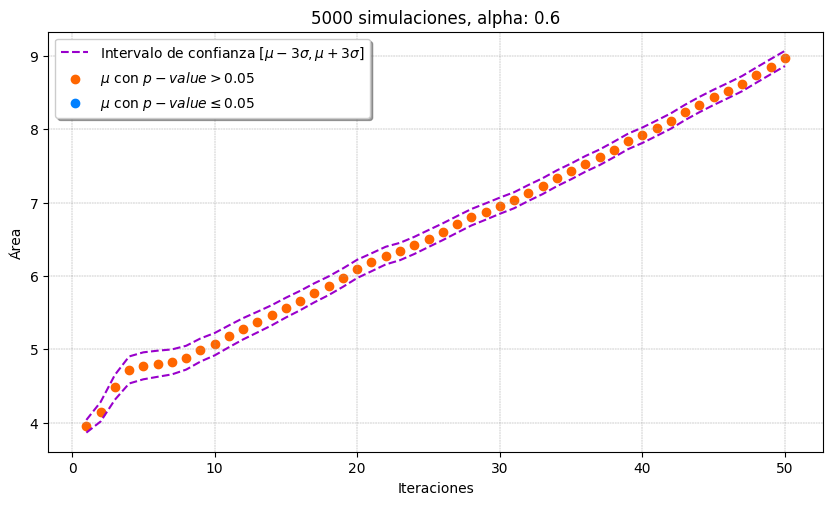 5000 simulaciones, alpha: 0.6
Intervalo de confianza [μ − 3σ, μ + 3σ]
μ con p − value > 0.05
μ con p − value ≤ 0.05
Área
9
8
7
6
5
4
0 10 20 30 40 50
Iteraciones